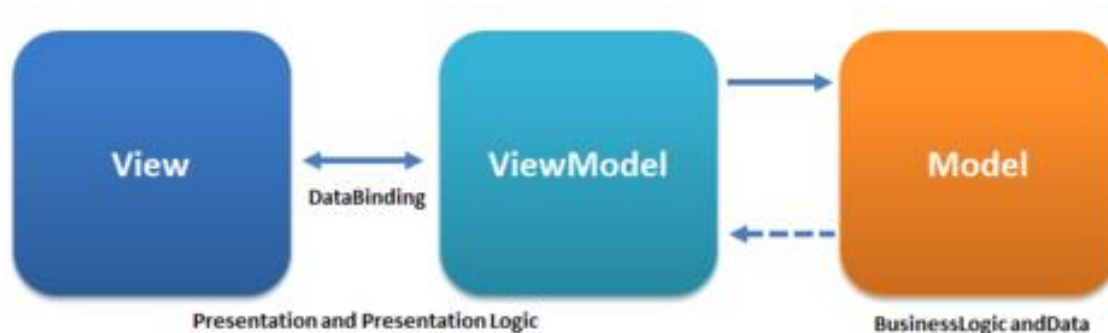 View
DataBinding
ViewModel
Model
Presentation and Presentation Logic
BusinessLogic andData